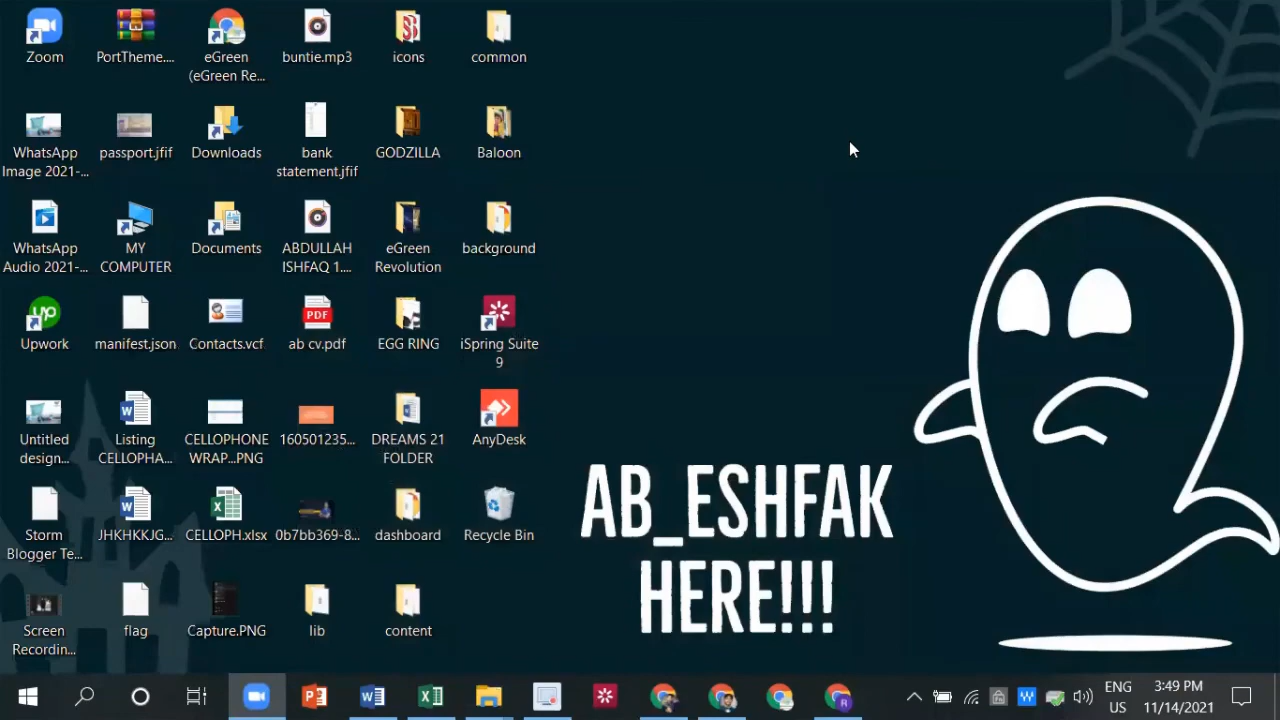 Zoom
PortTheme....
eGreen
(eGreen Re...
buntie.mp3
icons
common
WhatsApp
Image 2021-...
passport.jfif
Downloads
bank
statement.jfif
GODZILLA
Baloon
WhatsApp
Audio 2021-...
MY
COMPUTER
Documents
ABDULLAH
ISHFAQ 1....
eGreen
Revolution
background
Upwork
manifest.json
Contacts.vcf
PDF
ab cv.pdf
EGG RING
iSpring Suite
9
Untitled
design...
Listing
CELLOPHA...
CELLOPHONE
WRAP...PNG
160501235...
DREAMS 21
FOLDER
AnyDesk
Storm
Blogger Te...
JHKHKKJG...
CELLOPH.xlsx
0b7bb369-8...
dashboard
Recycle Bin
Screen
Recordin...
flag
Capture.PNG
lib
content
AB_ESHFAK
HERE!!!
ENG
US
3:49 PM
11/14/2021